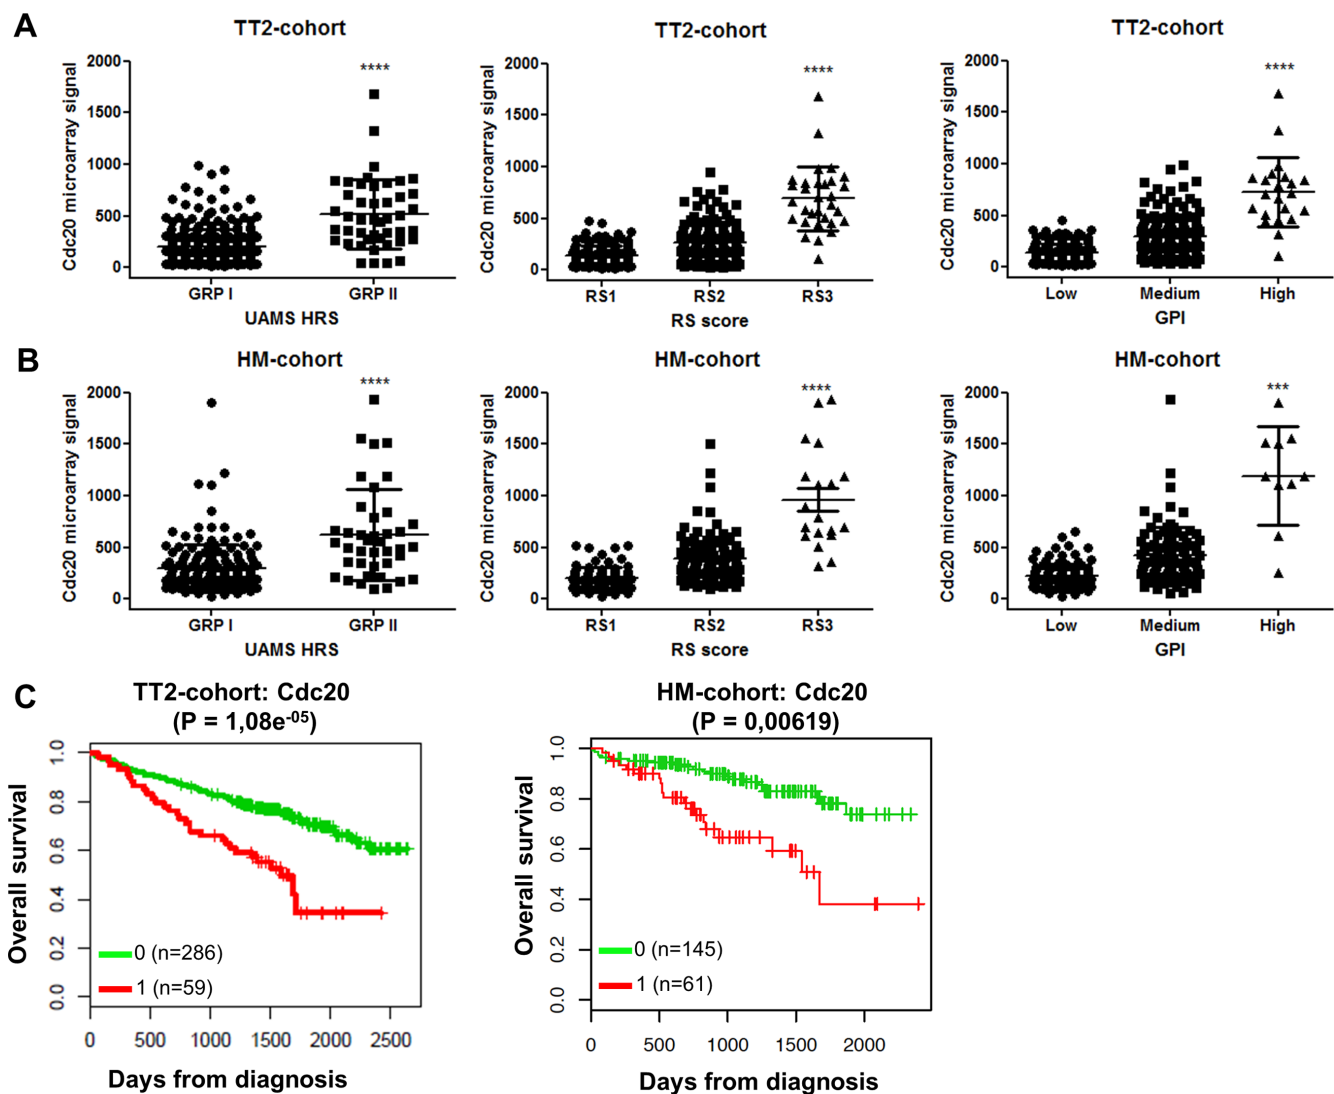 A
TT2-cohort
Cdc20 microarray signal
2000
1500
1000
500
0
****
GRP I
GRP II
UAMS HRS
TT2-cohort
Cdc20 microarray signal
2000
1500
1000
500
0
****
RS1
RS2
RS3
RS score
TT2-cohort
Cdc20 microarray signal
2000
1500
1000
500
0
****
Low
Medium
High
GPI
B
HM-cohort
Cdc20 microarray signal
2000
1500
1000
500
0
****
GRP I
GRP II
UAMS HRS
HM-cohort
Cdc20 microarray signal
2000
1500
1000
500
0
****
RS1
RS2
RS3
RS score
HM-cohort
Cdc20 microarray signal
2000
1500
1000
500
0
***
Low
Medium
High
GPI
C
TT2-cohort: Cdc20
(P = 1,08e-05)
Overall survival
1.0
0.8
0.6
0.4
0.2
0.0
0 (n=286)
1 (n=59)
0 500 1000 1500 2000 2500
Days from diagnosis
HM-cohort: Cdc20
(P = 0,00619)
Overall survival
1.0
0.8
0.6
0.4
0.2
0.0
0 (n=145)
1 (n=61)
0 500 1000 1500 2000
Days from diagnosis